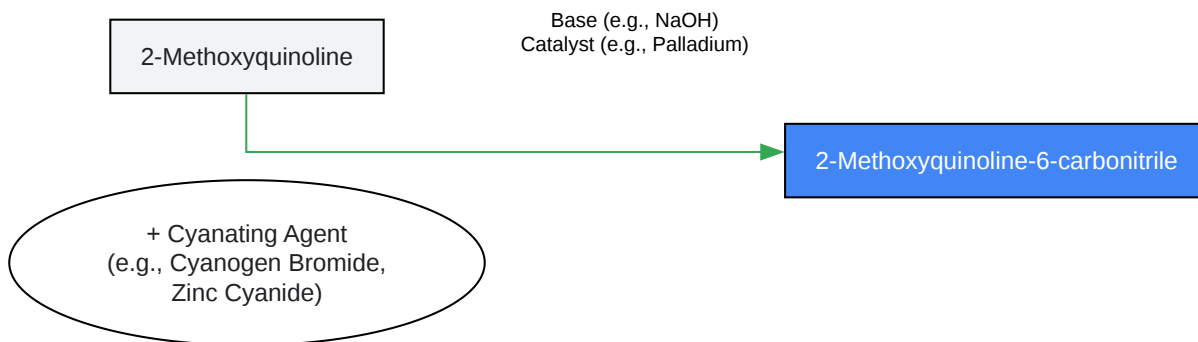 Base (e.g., NaOH)
Catalyst (e.g., Palladium)
2-Methoxyquinoline
2-Methoxyquinoline-6-carbonitrile
+ Cyanating Agent
(e.g., Cyanogen Bromide,
Zinc Cyanide)